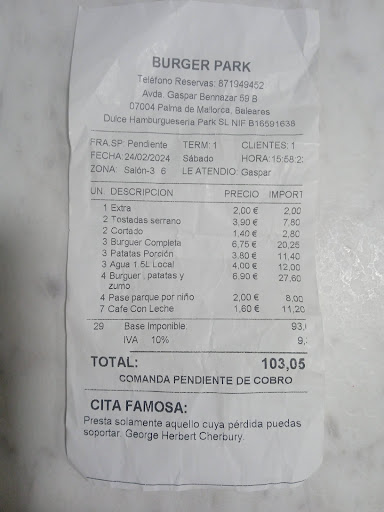 BURGER PARK
Teléfono Reservas: 871949452
Avda. Gaspar Bennazar 59 B
07004 Palma de Mallorca, Baleares
Dulce Hamburgueseria Park SL NIF B16591638
FRA.SP: Pendiente TERM: 1 CLIENTES: 1
FECHA: 24/02/2024 Sábado HORA: 15:58:2
ZONA: Salón-3 6 LE ATENDIO: Gaspar
UN. DESCRIPCION PRECIO IMPORT
1 Extra 2,00 € 2,00
2 Tostadas serrano 3,90 € 7,80
2 Cortado 1,40 € 2,80
3 Burguer Completa 6,75 € 20,25
3 Patatas Porción 3,80 € 11,40
3 Agua 1.5L Local 4,00 € 12,00
4 Burguer , patatas y 6,90 € 27,60
zumo
4 Pase parque por niño 2,00 € 8,00
7 Cafe Con Leche 1,60 € 11,20
29 Base Imponible. 93,
IVA 10% 9,
TOTAL: 103,05
COMANDA PENDIENTE DE COBRO
CITA FAMOSA:
Presta solamente aquello cuya pérdida puedas
soportar. George Herbert Cherbury.